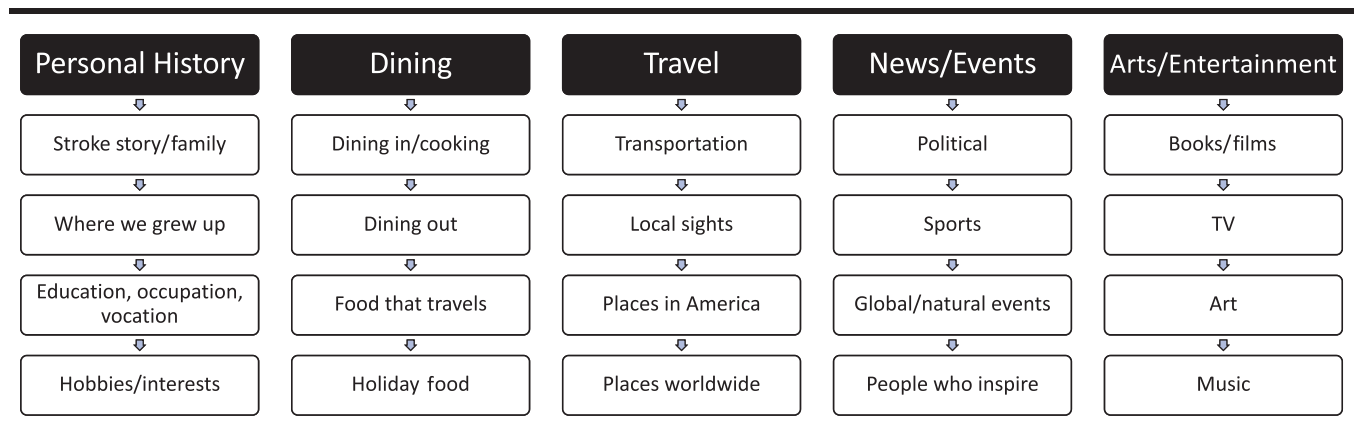 Personal History
Stroke story/family
Where we grew up
Education, occupation,
vocation
Hobbies/interests
Dining
Dining in/cooking
Dining out
Food that travels
Holiday food
Travel
Transportation
Local sights
Places in America
Places worldwide
News/Events
Political
Sports
Global/natural events
People who inspire
Arts/Entertainment
Books/films
TV
Art
Music